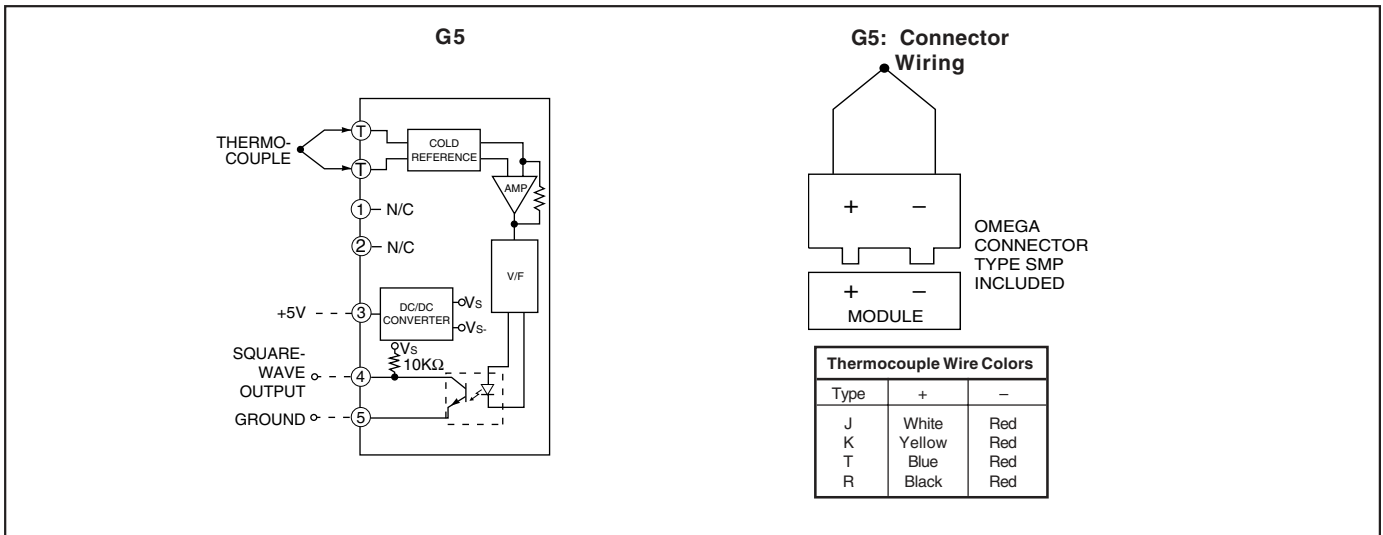 G5
THERMO-
COUPLE
T
T
COLD
REFERENCE
AMP
1 N/C
2 N/C
V/F
+5V
3
DC/DC
CONVERTER
Vs
Vs-
Vs
10KΩ
SQUARE-
WAVE
OUTPUT
4
GROUND
5
G5: Connector
Wiring
+ −
OMEGA
CONNECTOR
TYPE SMP
INCLUDED
+ −
MODULE
Thermocouple Wire Colors
Type + −
J White Red
K Yellow Red
T Blue Red
R Black Red